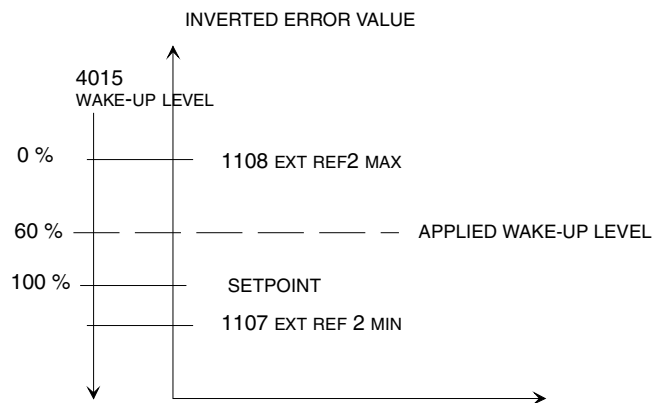 INVERTED ERROR VALUE
4015
WAKE-UP LEVEL
0 %
1108 EXT REF2 MAX
60 %
APPLIED WAKE-UP LEVEL
100 %
SETPOINT
1107 EXT REF 2 MIN